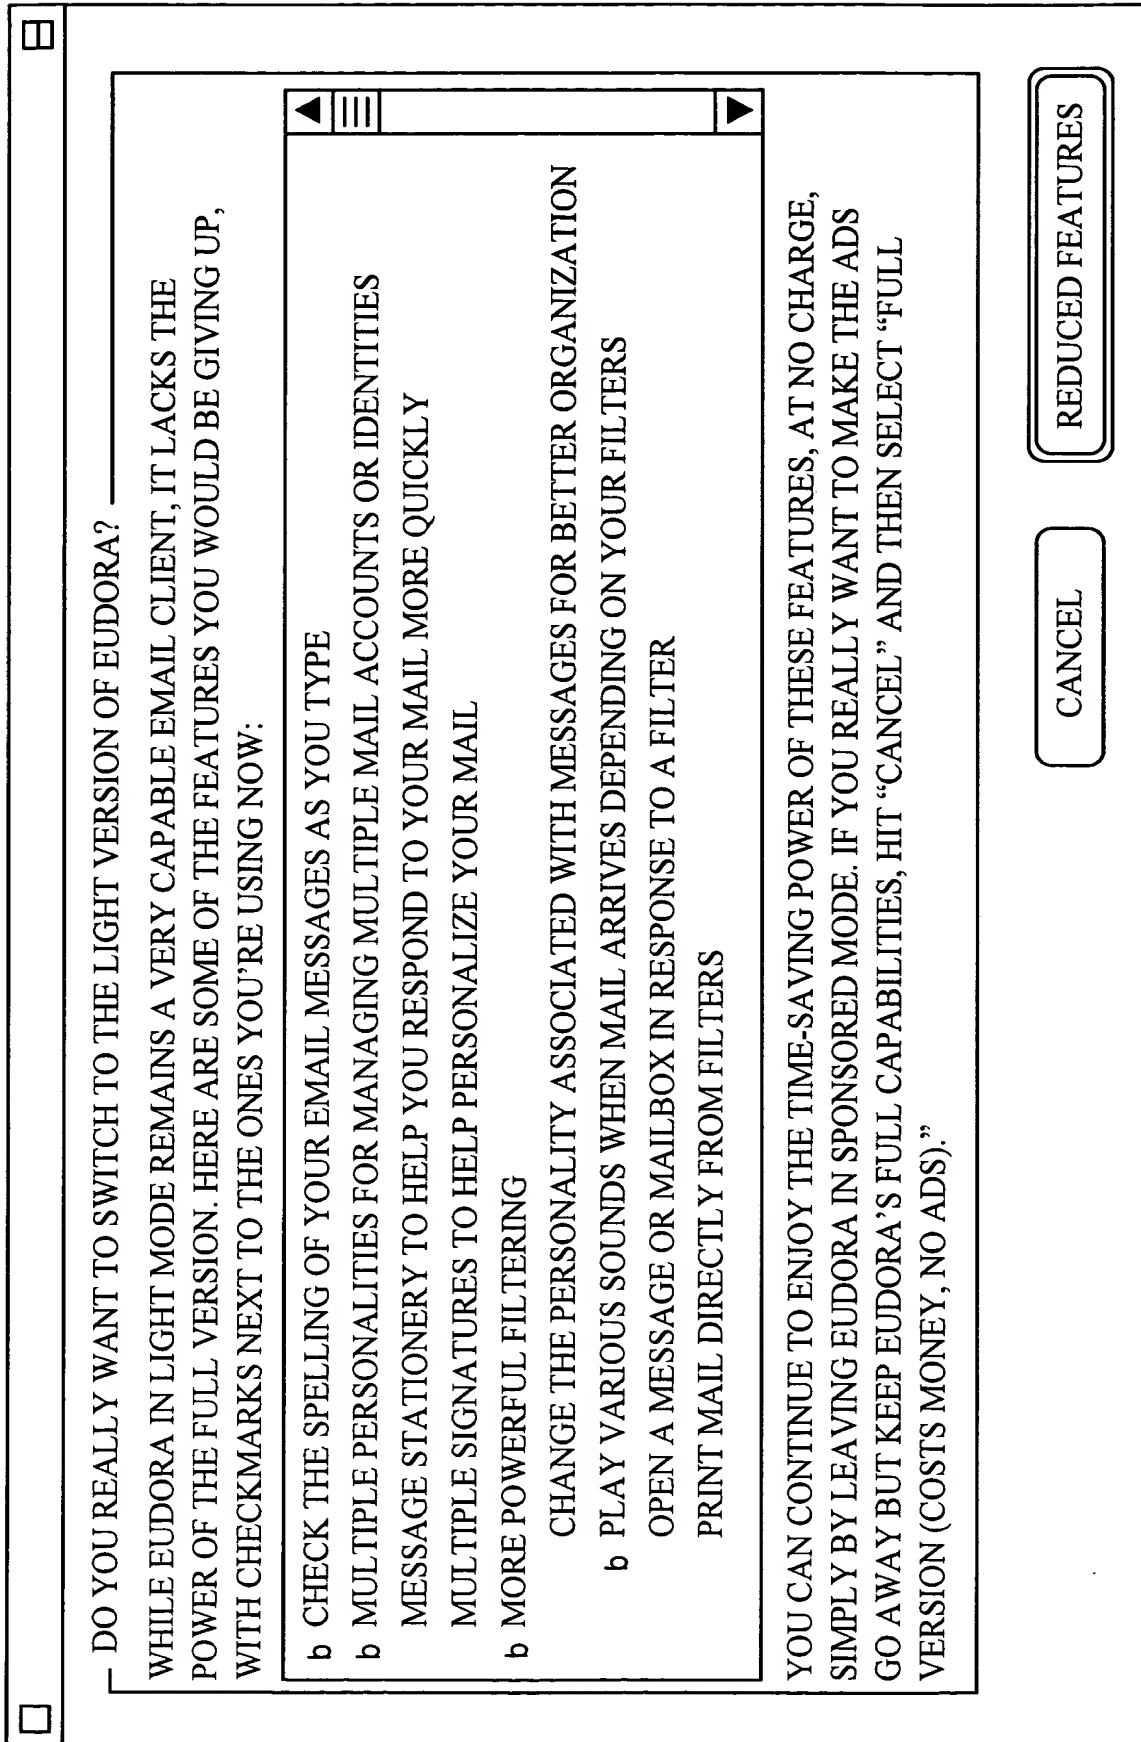 DO YOU REALLY WANT TO SWITCH TO THE LIGHT VERSION OF EUDORA?
WHILE EUDORA IN LIGHT MODE REMAINS A VERY CAPABLE EMAIL CLIENT, IT LACKS THE
POWER OF THE FULL VERSION. HERE ARE SOME OF THE FEATURES YOU WOULD BE GIVING UP,
WITH CHECKMARKS NEXT TO THE ONES YOU'RE USING NOW:
b CHECK THE SPELLING OF YOUR EMAIL MESSAGES AS YOU TYPE
b MULTIPLE PERSONALITIES FOR MANAGING MULTIPLE MAIL ACCOUNTS OR IDENTITIES
MESSAGE STATIONERY TO HELP YOU RESPOND TO YOUR MAIL MORE QUICKLY
MULTIPLE SIGNATURES TO HELP PERSONALIZE YOUR MAIL
b MORE POWERFUL FILTERING
CHANGE THE PERSONALITY ASSOCIATED WITH MESSAGES FOR BETTER ORGANIZATION
b PLAY VARIOUS SOUNDS WHEN MAIL ARRIVES DEPENDING ON YOUR FILTERS
OPEN A MESSAGE OR MAILBOX IN RESPONSE TO A FILTER
PRINT MAIL DIRECTLY FROM FILTERS
YOU CAN CONTINUE TO ENJOY THE TIME-SAVING POWER OF THESE FEATURES, AT NO CHARGE,
SIMPLY BY LEAVING EUDORA IN SPONSORED MODE. IF YOU REALLY WANT TO MAKE THE ADS
GO AWAY BUT KEEP EUDORA'S FULL CAPABILITIES, HIT “CANCEL” AND THEN SELECT “FULL
VERSION (COSTS MONEY, NO ADS).”
CANCEL
REDUCED FEATURES